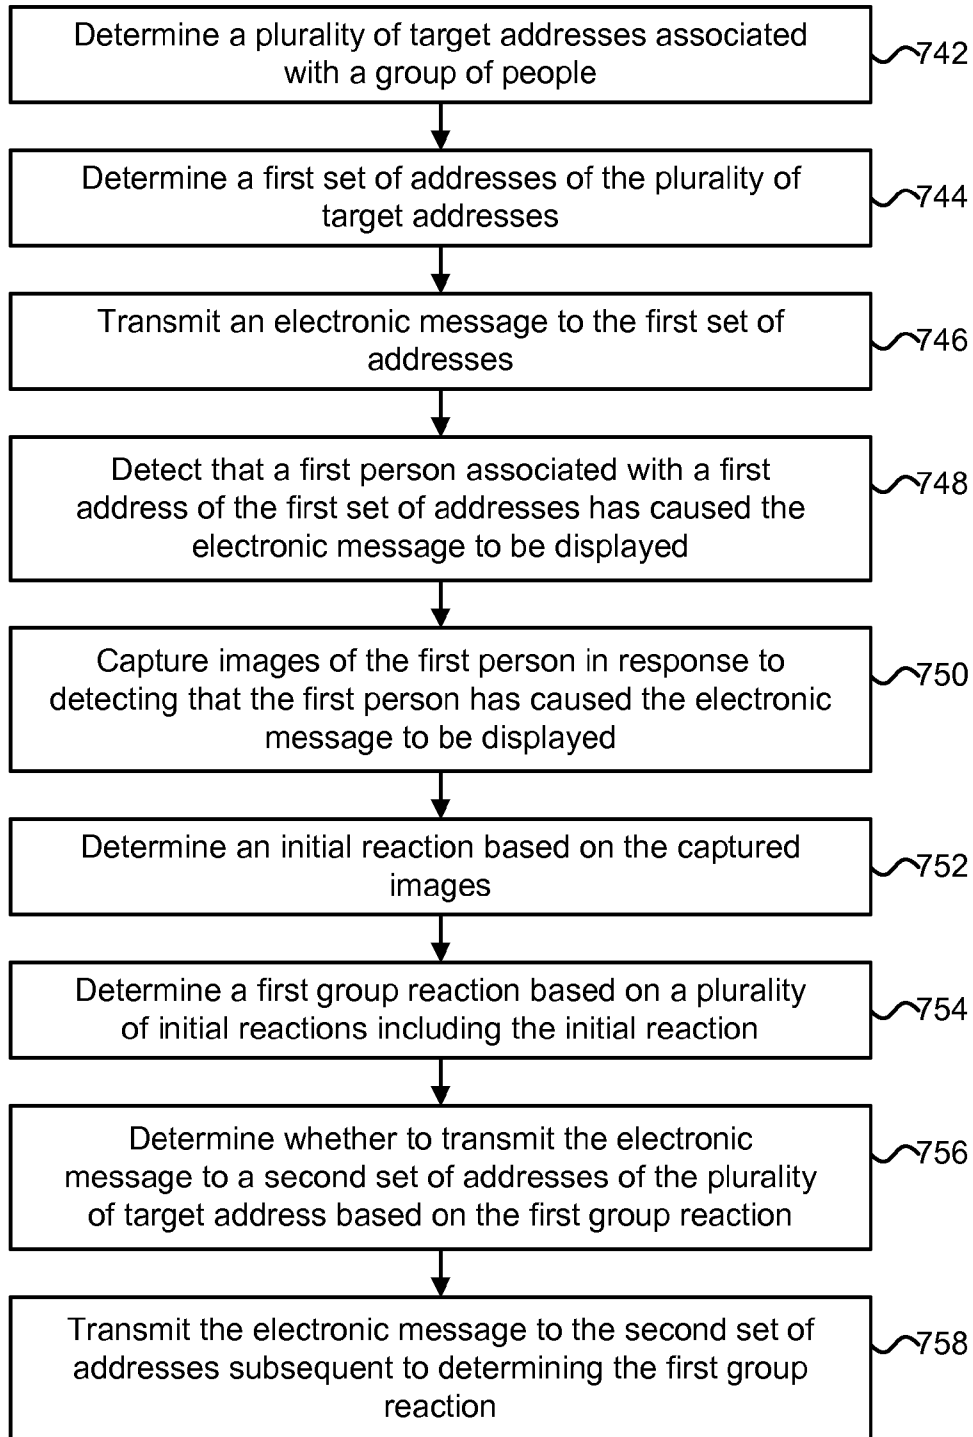 Determine a plurality of target addresses associated
with a group of people
742
Determine a first set of addresses of the plurality of
target addresses
744
Transmit an electronic message to the first set of
addresses
746
Detect that a first person associated with a first
address of the first set of addresses has caused the
electronic message to be displayed
748
Capture images of the first person in response to
detecting that the first person has caused the electronic
message to be displayed
750
Determine an initial reaction based on the captured
images
752
Determine a first group reaction based on a plurality
of initial reactions including the initial reaction
754
Determine whether to transmit the electronic
message to a second set of addresses of the plurality
of target address based on the first group reaction
756
Transmit the electronic message to the second set of
addresses subsequent to determining the first group
reaction
758